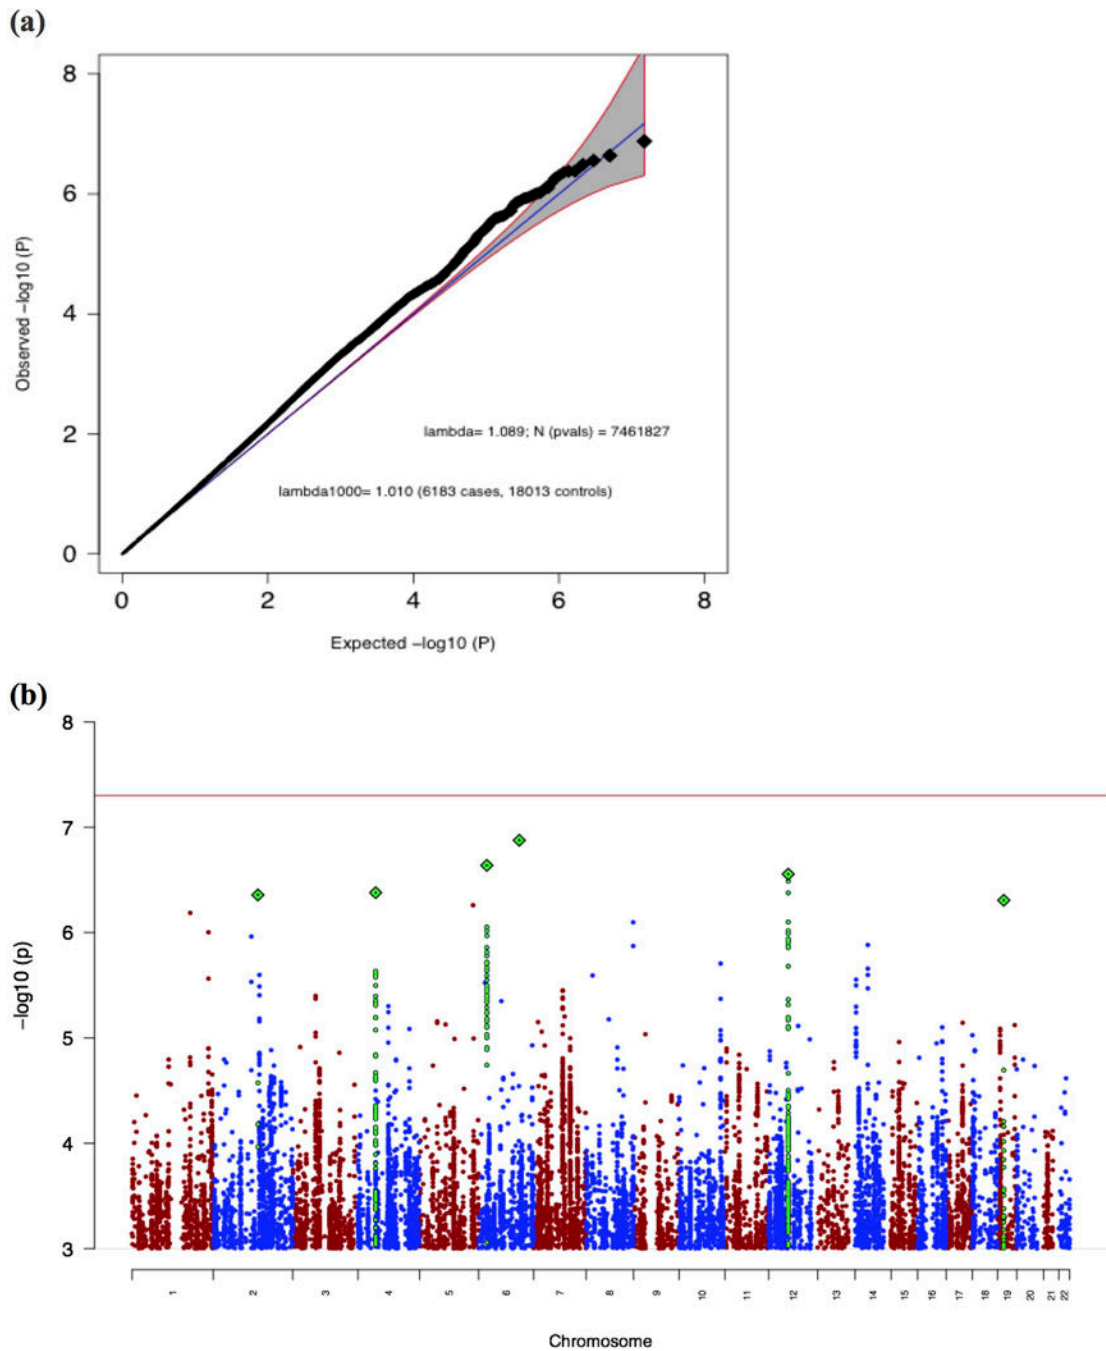 (a)
8
6
4
2
0
Observed −log10 (P)
lambda= 1.089; N (pvals) = 7461827
lambda1000= 1.010 (6183 cases, 18013 controls)
0 2 4 6 8
Expected −log10 (P)
(b)
8
7
6
5
4
3
−log10 (p)
1 2 3 4 5 6 7 8 9 10 11 12 13 14 15 16 17 18 19 20 21 22
Chromosome